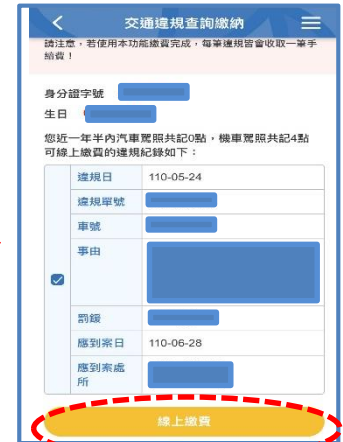 交通違規查詢繳納
請注意，若使用本功能繳費完成，每筆違規皆會收取一筆手
給費！
身分證字號
生日
您近一年半內汽車駕照共記0點，機車駕照共記4點
可線上繳費的違規紀錄如下：
違規日 110-05-24
違規單號
車號
事由
罰鍰
應到案日 110-06-28
應到案處
所
線上繳費